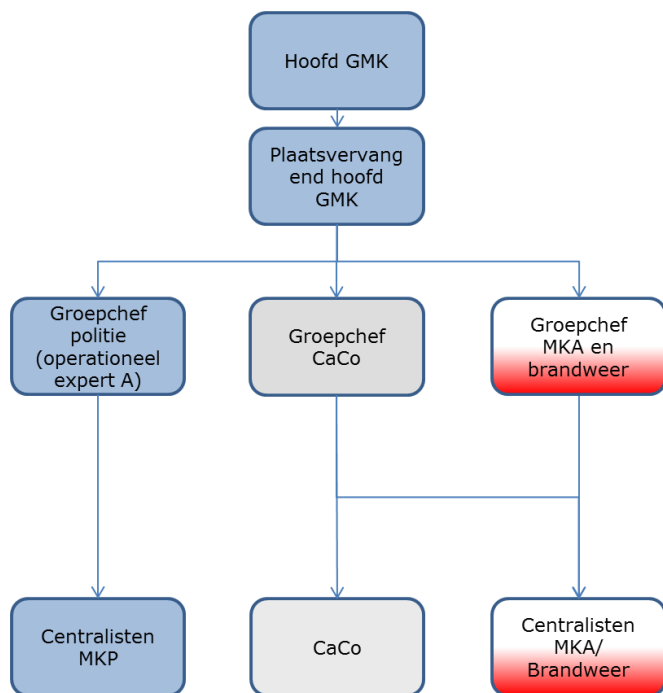 Hoofd GMK
Plaatsvervang
end hoofd
GMK
Groepchef
politie
(operationeel
expert A)
Groepchef
CaCo
Groepchef
MKA en
brandweer
Centralisten
MKP
CaCo
Centralisten
MKA/
Brandweer